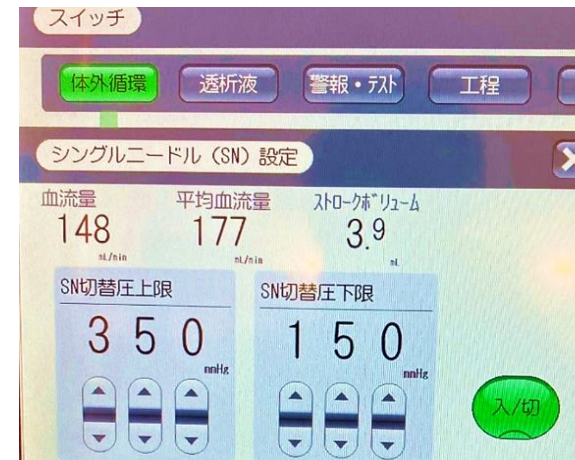 スイッチ
体外循環 透析液 警報・テスト 工程
シングルニードル（SN）設定
血流量 平均血流量 ストロークボリューム
148 177 3.9
mL/min mL/min mL
SN切替圧上限 SN切替圧下限
350 150
mmHg mmHg
入/切